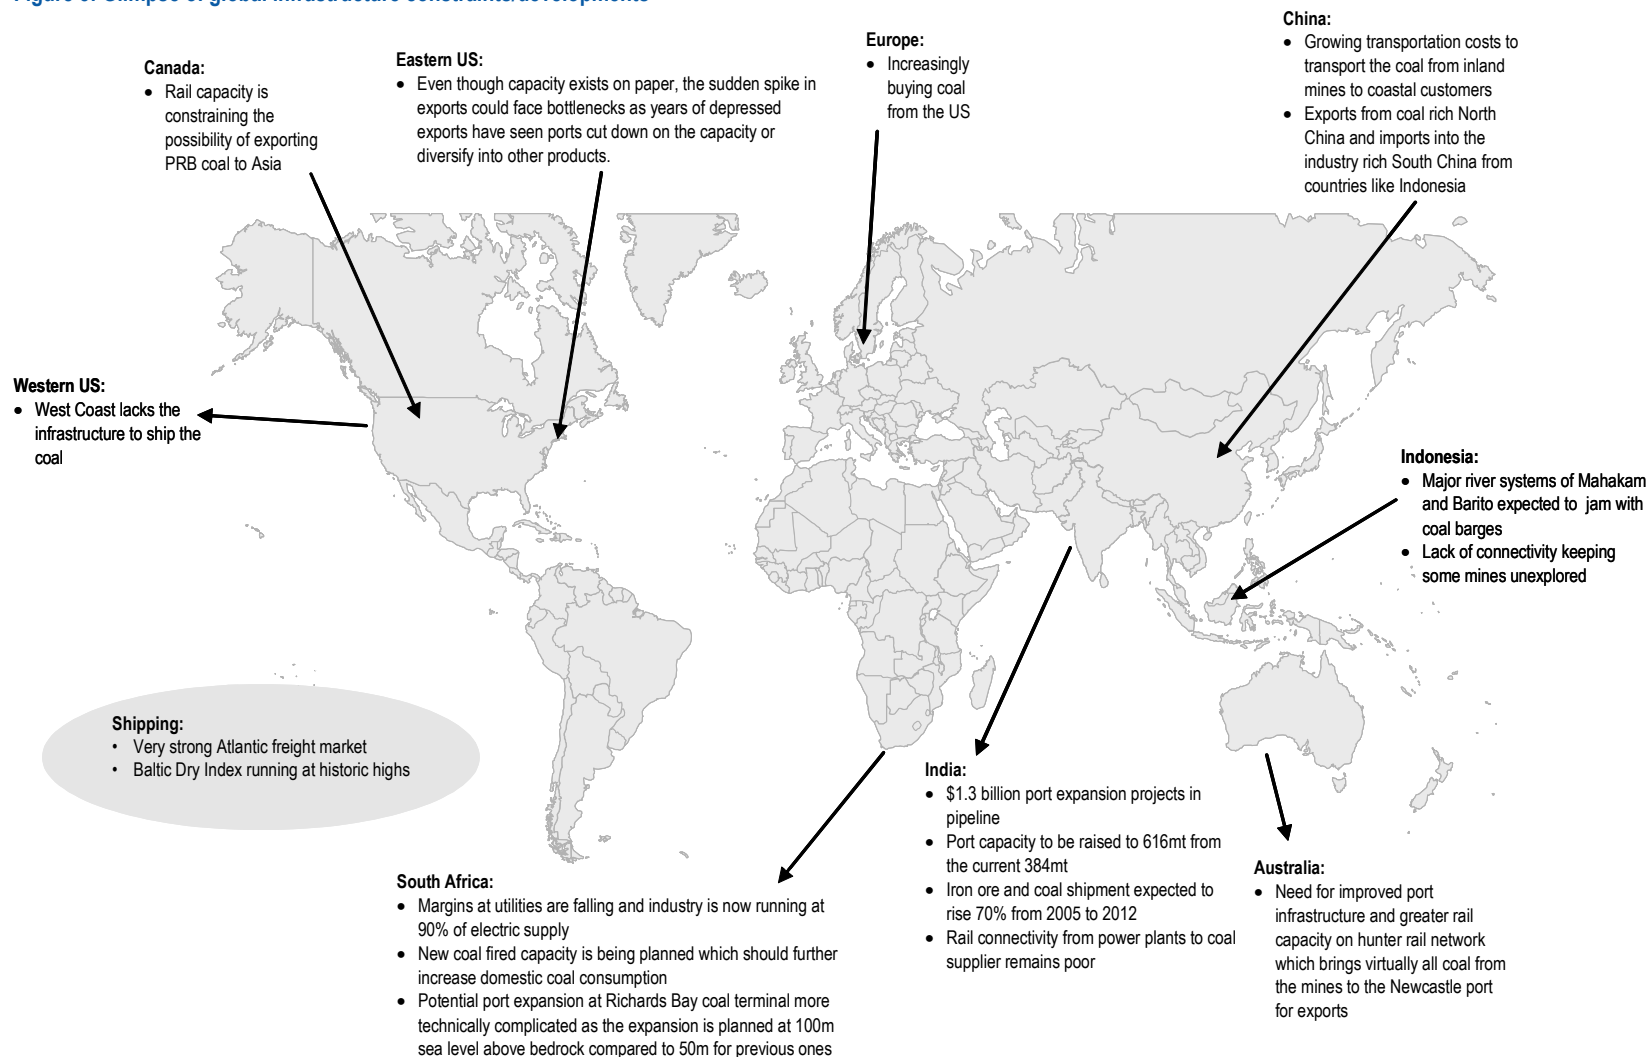 Figure 3. Glimpse of global infrastructure constraints/developments
China:
• Growing transportation costs to
transport the coal from inland
mines to coastal customers
• Exports from coal rich North
China and imports into the
industry rich South China from
countries like Indonesia
Europe:
• Increasingly
buying coal
from the US
Eastern US:
• Even though capacity exists on paper, the sudden spike in
exports could face bottlenecks as years of depressed
exports have seen ports cut down on the capacity or
diversify into other products.
Canada:
• Rail capacity is
constraining the
possibility of exporting
PRB coal to Asia
Western US:
• West Coast lacks the
infrastructure to ship the
coal
Indonesia:
• Major river systems of Mahakam
and Barito expected to jam with
coal barges
• Lack of connectivity keeping
some mines unexplored
Shipping:
• Very strong Atlantic freight market
• Baltic Dry Index running at historic highs
India:
• $1.3 billion port expansion projects in
pipeline
• Port capacity to be raised to 616mt from
the current 384mt
• Iron ore and coal shipment expected to
rise 70% from 2005 to 2012
• Rail connectivity from power plants to coal
supplier remains poor
Australia:
• Need for improved port
infrastructure and greater rail
capacity on hunter rail network
which brings virtually all coal from
the mines to the Newcastle port
for exports
South Africa:
• Margins at utilities are falling and industry is now running at
90% of electric supply
• New coal fired capacity is being planned which should further
increase domestic coal consumption
• Potential port expansion at Richards Bay coal terminal more
technically complicated as the expansion is planned at 100m
sea level above bedrock compared to 50m for previous ones